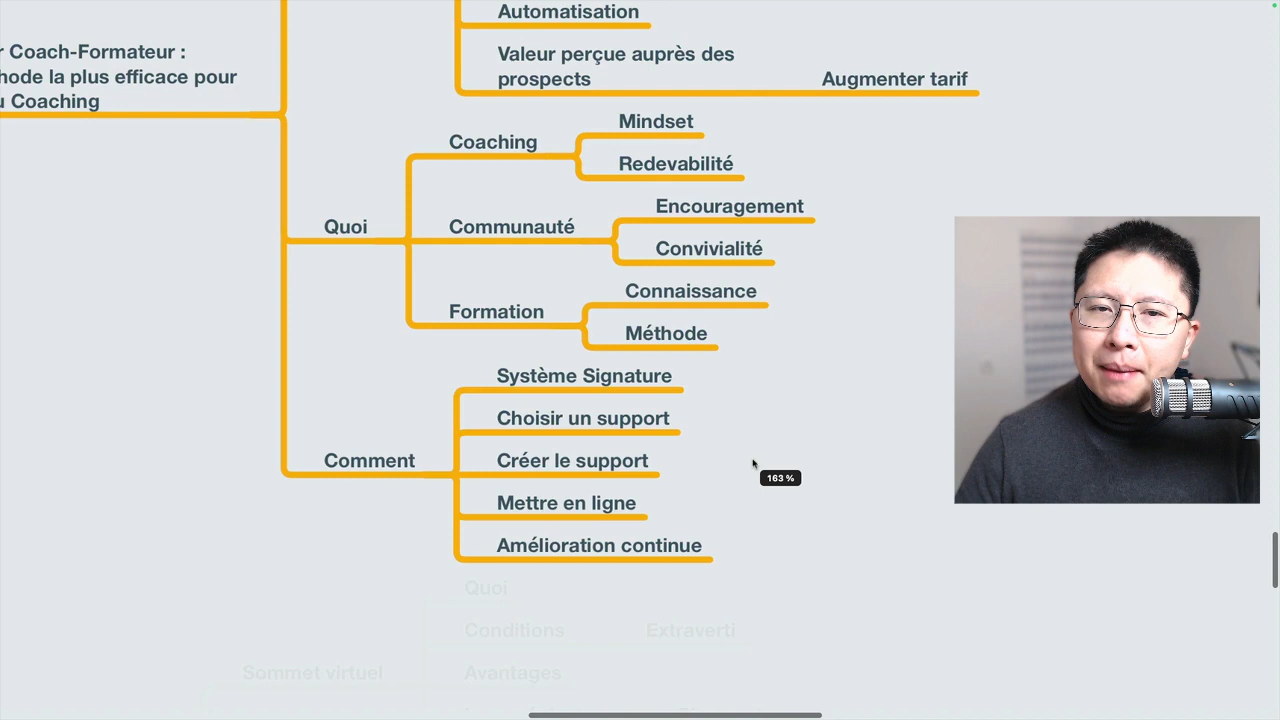 Automatisation
r Coach-Formateur :
hode la plus efficace pour
u Coaching
Valeur perçue auprès des
prospects
Augmenter tarif
Mindset
Coaching
Redevabilité
Encouragement
Quoi
Communauté
Convivialité
Connaissance
Formation
Méthode
Système Signature
Choisir un support
Comment
Créer le support
163 %
Mettre en ligne
Amélioration continue
Quoi
Conditions
Extraverti
Sommet virtuel
Avantages